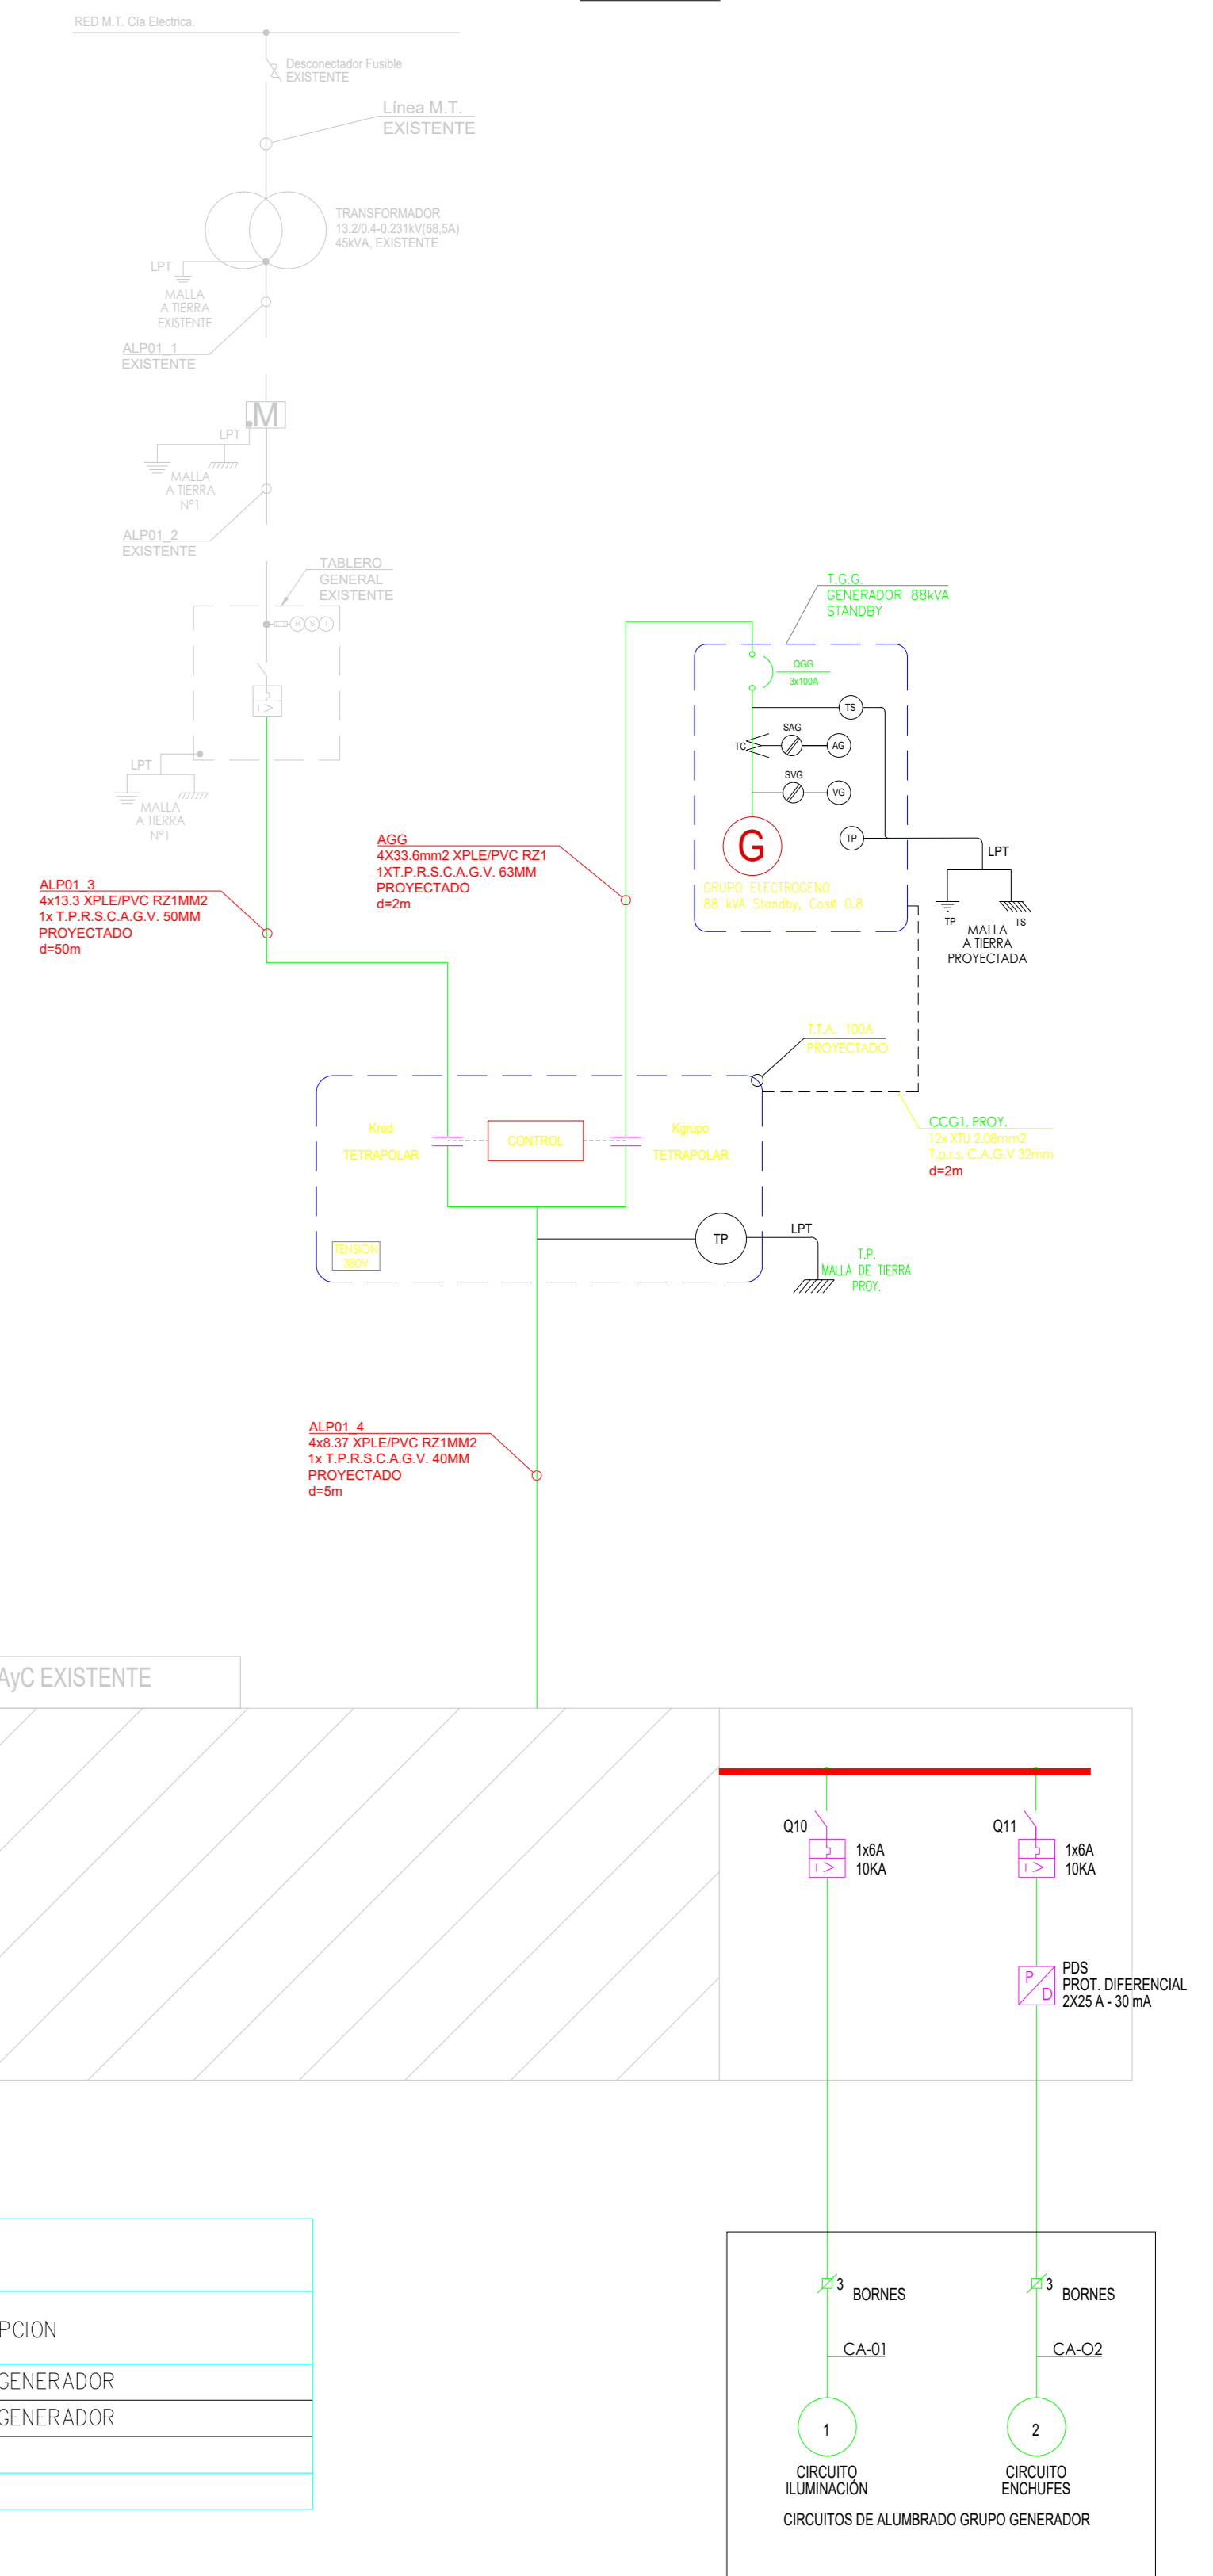 RED M.T. Cía Electrica.
Desconectador Fusible
EXISTENTE
Línea M.T.
EXISTENTE
TRANSFORMADOR
13.2/0.4-0.231kV(68,5A)
45kVA, EXISTENTE
LPT
MALLA
A TIERRA
EXISTENTE
ALP01_1
EXISTENTE
M
LPT
MALLA
A TIERRA
Nº1
ALP01_2
EXISTENTE
TABLERO
GENERAL
EXISTENTE
R S T
I >
LPT
MALLA
A TIERRA
Nº1
T.G.G.
GENERADOR 88kVA
STANDBY
QGG
3x100A
TS
SAG
TC
AG
SVG
VG
TP
G
GRUPO ELECTROGENO
88 kVA Standby, Cosϕ 0.8
LPT
TP
TS
MALLA
A TIERRA
PROYECTADA
AGG
4X33.6mm2 XPLE/PVC RZ1
1XT.P.R.S.C.A.G.V. 63MM
PROYECTADO
d=2m
ALP01_3
4x13.3 XPLE/PVC RZ1MM2
1x T.P.R.S.C.A.G.V. 50MM
PROYECTADO
d=50m
T.T.A. 100A
PROYECTADO
CCG1, PROY.
12x XTU 2.08mm2
T.p.r.s. C.A.G.V 32mm
d=2m
Kred
TETRAPOLAR
CONTROL
Kgrupo
TETRAPOLAR
TENSION
380V
TP
LPT
T.P.
MALLA DE TIERRA
PROY.
ALP01_4
4x8.37 XPLE/PVC RZ1MM2
1x T.P.R.S.C.A.G.V. 40MM
PROYECTADO
d=5m
AyC EXISTENTE
Q10
1x6A
10KA
I >
Q11
1x6A
10KA
I >
P
D
PDS
PROT. DIFERENCIAL
2X25 A - 30 mA
3
BORNES
3
BORNES
CA-01
CA-O2
1
2
CIRCUITO
ILUMINACIÓN
CIRCUITO
ENCHUFES
CIRCUITOS DE ALUMBRADO GRUPO GENERADOR
PCION
GENERADOR
GENERADOR